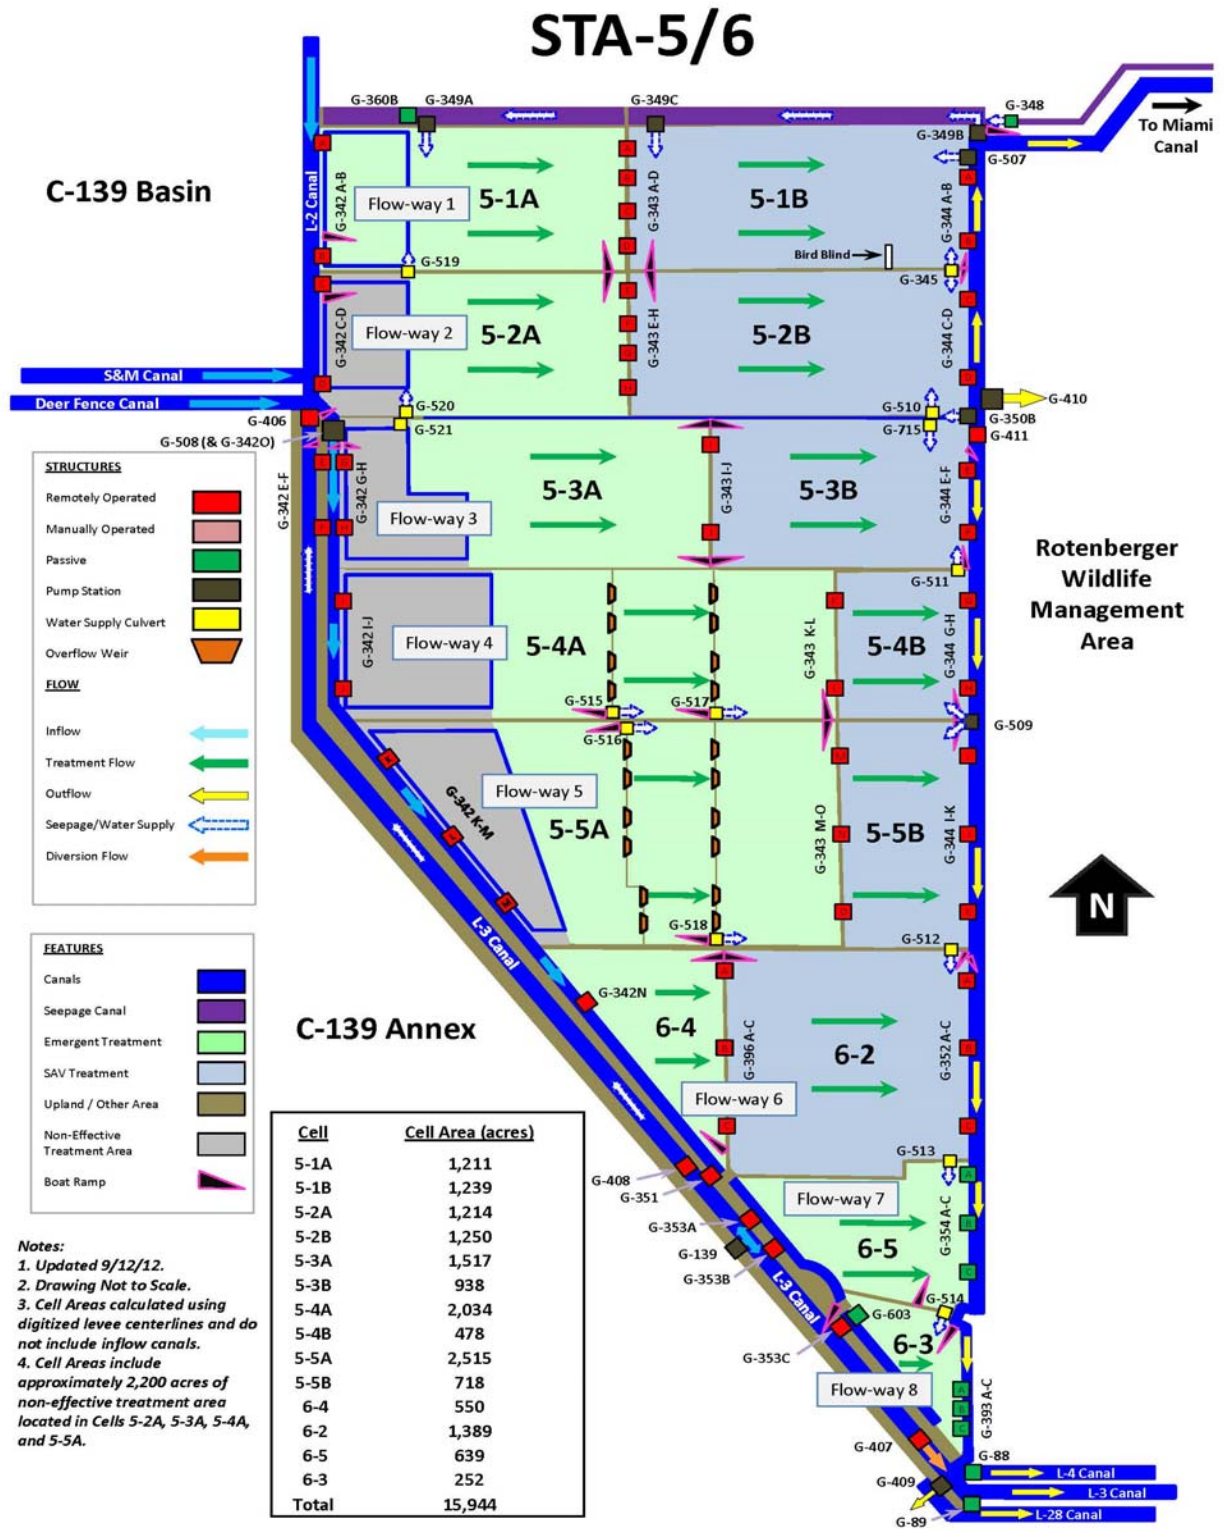 STA-5/6
G-360B
G-349A
G-349C
G-348
G-349B
To Miami
Canal
G-507
C-139 Basin
L-2 Canal
G-342 A-B
Flow-way 1
5-1A
G-343 A-D
5-1B
G-344 A-B
Bird Blind
G-519
G-345
G-342 C-D
Flow-way 2
5-2A
G-343 E-H
5-2B
G-344 C-D
S&M Canal
Deer Fence Canal
G-406
G-520
G-521
G-510
G-715
G-410
G-350B
G-411
G-508 (& G-342O)
STRUCTURES
Remotely Operated
Manually Operated
Passive
Pump Station
Water Supply Culvert
Overflow Weir
FLOW
Inflow
Treatment Flow
Outflow
Seepage/Water Supply
Diversion Flow
G-342 E-F
G-342 G-H
Flow-way 3
5-3A
G-343 I-J
5-3B
G-344 E-F
G-511
Rotenberger
Wildlife
Management
Area
G-342 I-J
Flow-way 4
5-4A
G-343 K-L
5-4B
G-344 G-H
G-515
G-517
G-516
G-509
G-342 K-M
Flow-way 5
5-5A
G-343 M-O
5-5B
G-344 I-K
N
G-518
G-512
L-3 Canal
FEATURES
Canals
Seepage Canal
Emergent Treatment
SAV Treatment
Upland / Other Area
Non-Effective
Treatment Area
Boat Ramp
C-139 Annex
G-342N
6-4
G-396 A-C
6-2
G-352 A-C
Flow-way 6
G-513
G-408
G-351
Flow-way 7
G-354 A-C
G-353A
G-139
G-353B
6-5
L-3 Canal
G-514
G-603
6-3
G-353C
Flow-way 8
G-393 A-C
G-407
G-88
G-409
L-4 Canal
L-3 Canal
L-28 Canal
G-89
Cell Cell Area (acres)
5-1A 1,211
5-1B 1,239
5-2A 1,214
5-2B 1,250
5-3A 1,517
5-3B 938
5-4A 2,034
5-4B 478
5-5A 2,515
5-5B 718
6-4 550
6-2 1,389
6-5 639
6-3 252
Total 15,944
Notes:
1. Updated 9/12/12.
2. Drawing Not to Scale.
3. Cell Areas calculated using
digitized levee centerlines and do
not include inflow canals.
4. Cell Areas include
approximately 2,200 acres of
non-effective treatment area
located in Cells 5-2A, 5-3A, 5-4A,
and 5-5A.